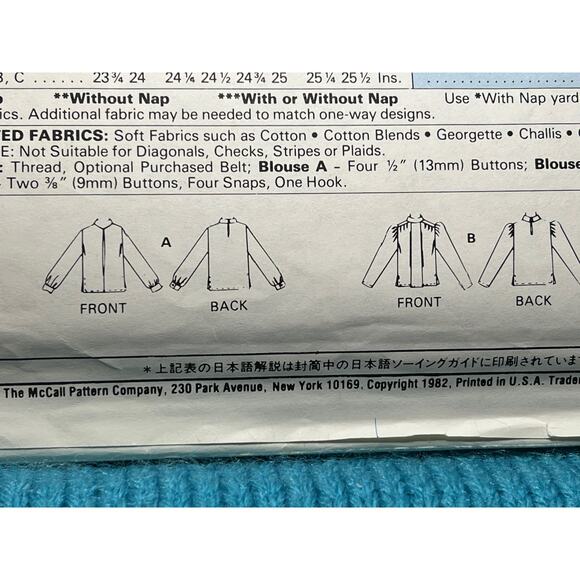 3, C ...... 23¾ 24 24¼ 24½ 24¾ 25 25¼ 25½ Ins.
**Without Nap ***With or Without Nap Use *With Nap yard
ics. Additional fabric may be needed to match one-way designs.
TED FABRICS: Soft Fabrics such as Cotton • Cotton Blends • Georgette • Challis •
E: Not Suitable for Diagonals, Checks, Stripes or Plaids.
: Thread, Optional Purchased Belt; Blouse A – Four ½" (13mm) Buttons; Blouse
– Two ⅜" (9mm) Buttons, Four Snaps, One Hook.
A B
FRONT BACK FRONT BACK
*上記表の日本語解説は封筒中の日本語ソーイングガイドに印刷されています
The McCall Pattern Company, 230 Park Avenue, New York 10169. Copyright 1982, Printed in U.S.A. Trade